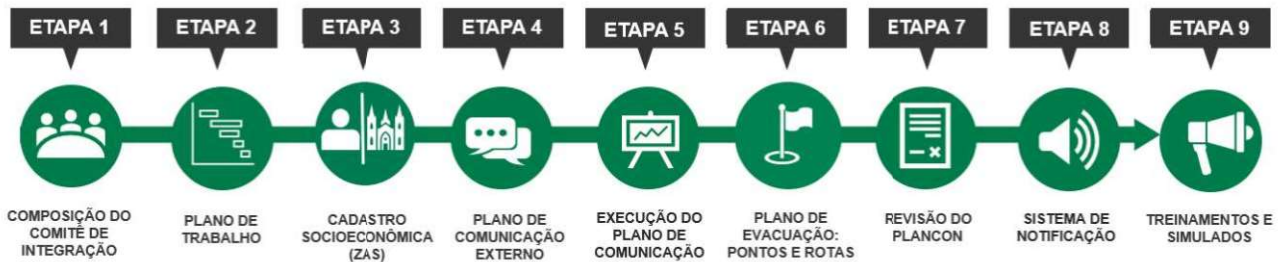 ETAPA 1
ETAPA 2
ETAPA 3
ETAPA 4
ETAPA 5
ETAPA 6
ETAPA 7
ETAPA 8
ETAPA 9
COMPOSIÇÃO DO
COMITÊ DE
INTEGRAÇÃO
PLANO DE
TRABALHO
CADASTRO
SOCIOECONÔMICA
(ZAS)
PLANO DE
COMUNICAÇÃO
EXTERNO
EXECUÇÃO DO
PLANO DE
COMUNICAÇÃO
PLANO DE
EVACUAÇÃO:
PONTOS E ROTAS
REVISÃO DO
PLANCON
SISTEMA DE
NOTIFICAÇÃO
TREINAMENTOS E
SIMULADOS